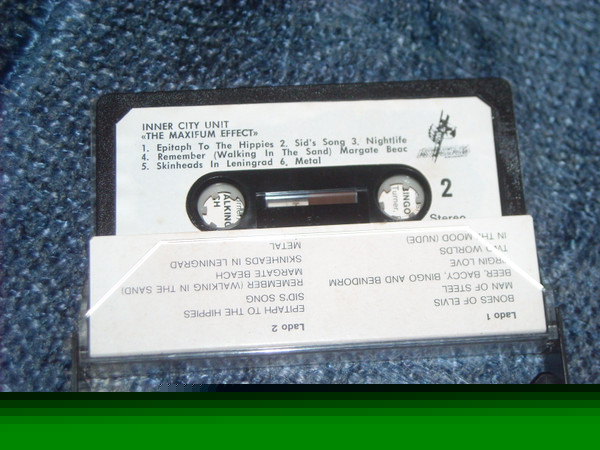 INNER CITY UNIT
«THE MAXIFUM EFFECT»
1. Epitaph To The Hippies 2. Sid's Song 3. Nightlife
4. Remember (Walking In The Sand) Margate Beac
5. Skinheads In Leningrad 6, Metal
2
Stereo
Lado 1
BONES OF ELVIS
MAN OF STEEL
BEER, BACCY, BINGO AND BENIDORM
TWO WORLDS
IN THE MOOD (NUDE)
Lado 2
EPITAPH TO THE HIPPIES
SID'S SONG
REMEMBER (WALKING IN THE SAND)
MARGATE BEACH
SKINHEADS IN LENINGRAD
METAL